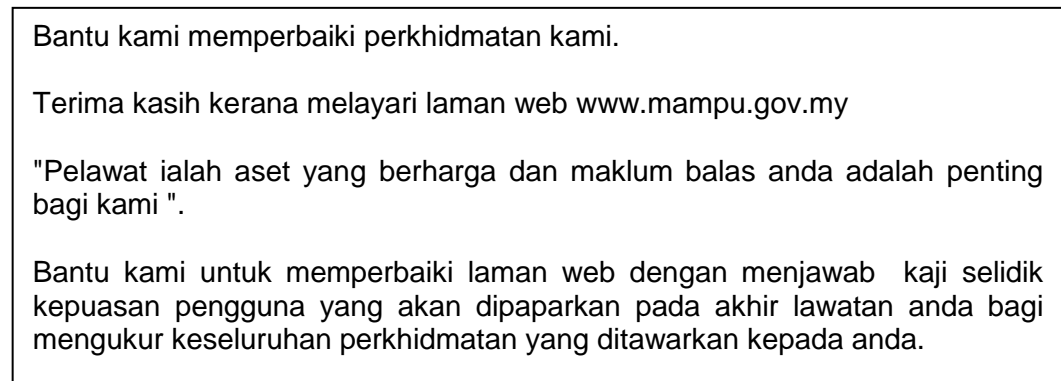 Bantu kami memperbaiki perkhidmatan kami.
Terima kasih kerana melayari laman web www.mampu.gov.my
"Pelawat ialah aset yang berharga dan maklum balas anda adalah penting
bagi kami ".
Bantu kami untuk memperbaiki laman web dengan menjawab kaji selidik
kepuasan pengguna yang akan dipaparkan pada akhir lawatan anda bagi
mengukur keseluruhan perkhidmatan yang ditawarkan kepada anda.